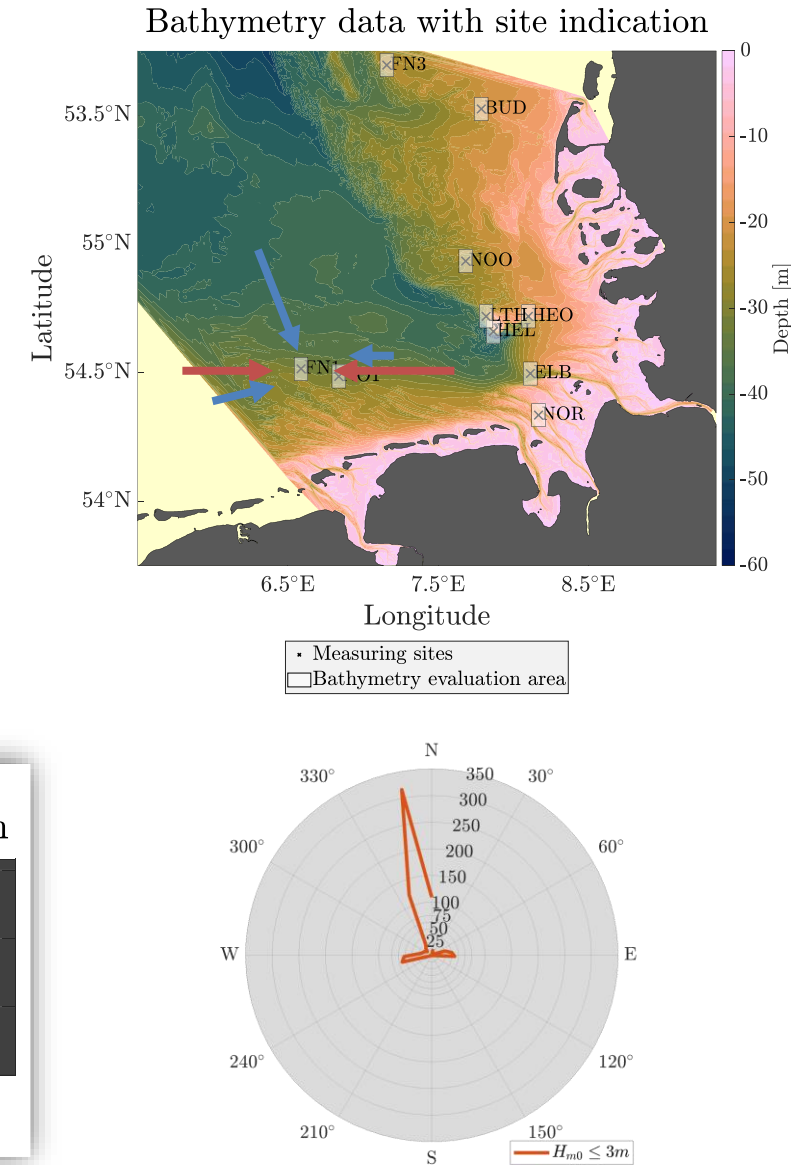 Bathymetry data with site indication
FN3
BUD
NOO
LTH HEO
HEL
FN1
ELB
NOR
53.5°N
55°N
54.5°N
54°N
Latitude
6.5°E 7.5°E 8.5°E
Longitude
0
-10
-20
-30
-40
-50
-60
Depth [m]
Measuring sites
Bathymetry evaluation area
N
330° 30°
300° 60°
W E
240° 120°
210° 150°
S
350
300
250
200
150
100
75
50
25
H_{m0} ≤ 3m